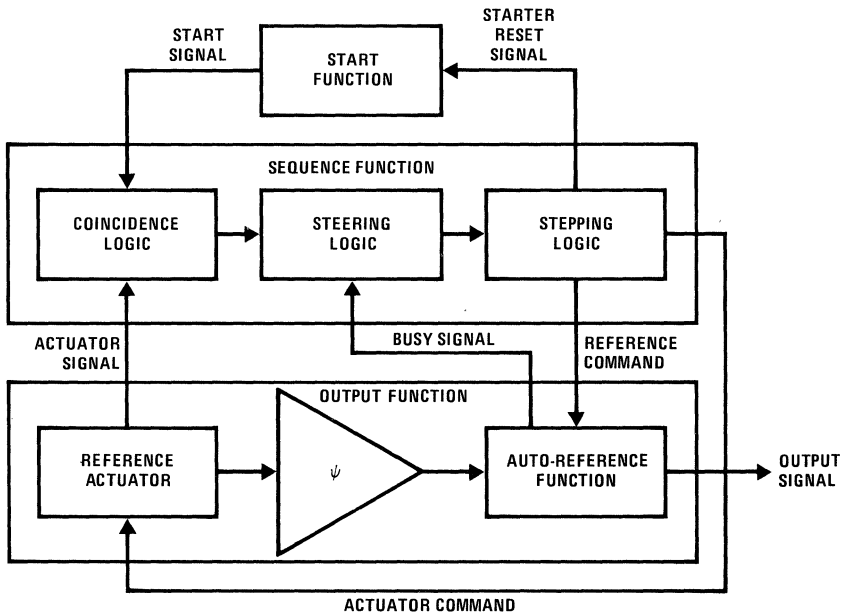 START
SIGNAL
STARTER
RESET
SIGNAL
START
FUNCTION
SEQUENCE FUNCTION
COINCIDENCE
LOGIC
STEERING
LOGIC
STEPPING
LOGIC
ACTUATOR
SIGNAL
BUSY SIGNAL
REFERENCE
COMMAND
OUTPUT FUNCTION
REFERENCE
ACTUATOR
ψ
AUTO-REFERENCE
FUNCTION
OUTPUT
SIGNAL
ACTUATOR COMMAND